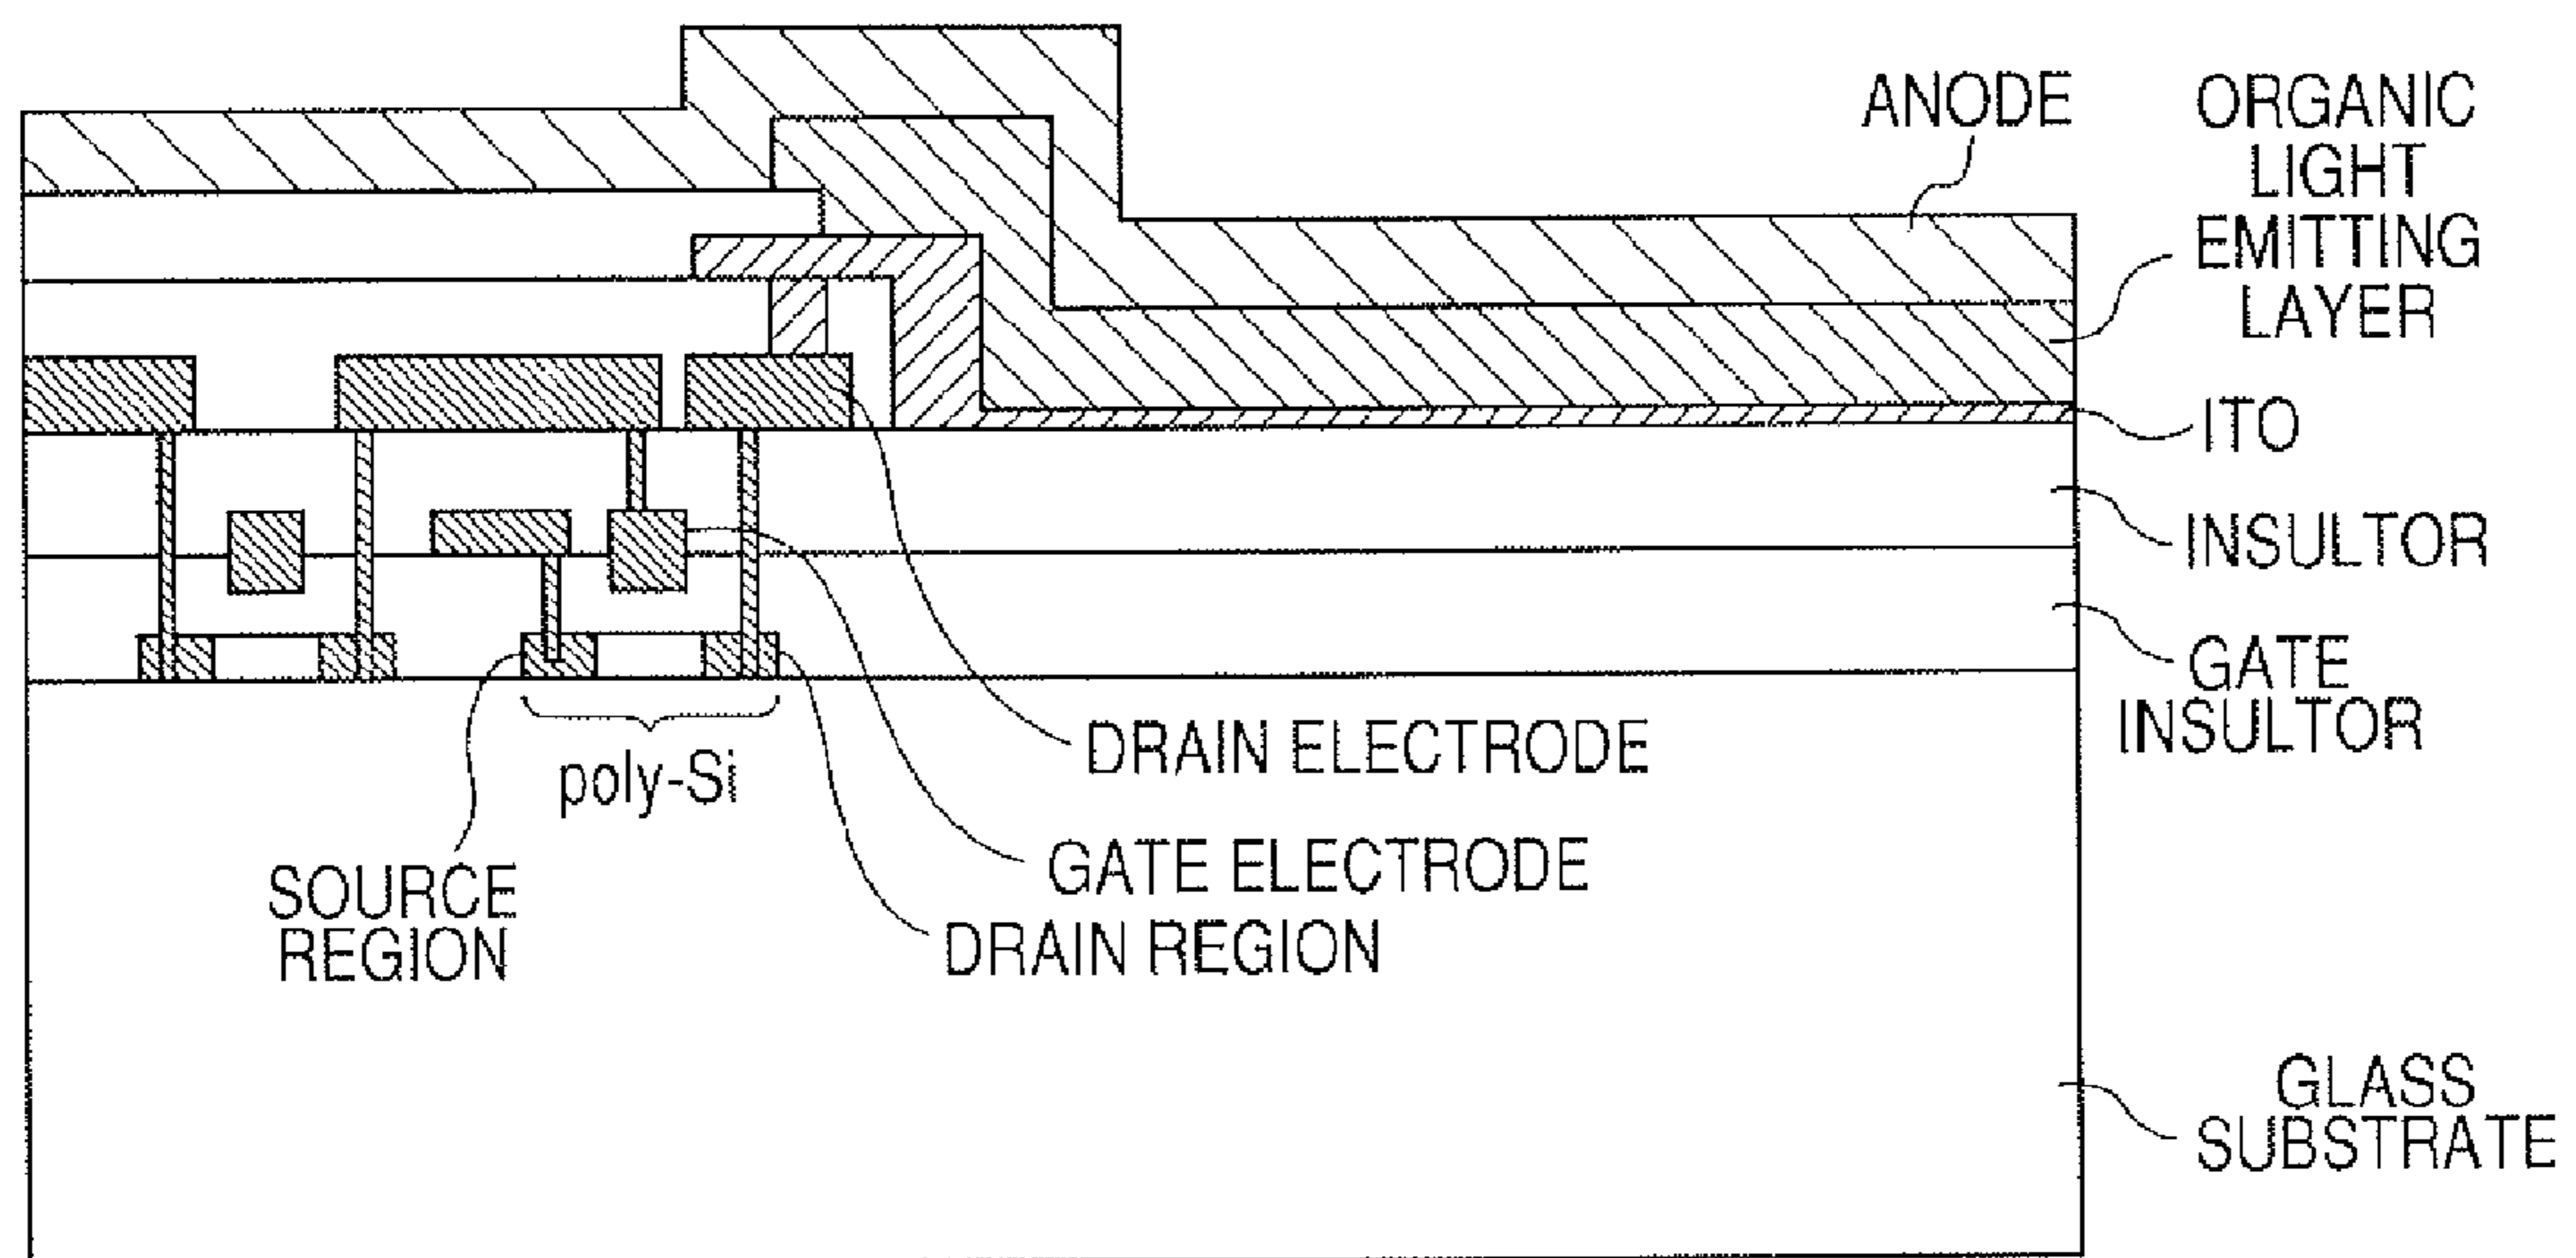 ANODE
ORGANIC
LIGHT
EMITTING
LAYER
ITO
INSULTOR
GATE
INSULTOR
DRAIN ELECTRODE
poly-Si
GATE ELECTRODE
SOURCE
REGION
DRAIN REGION
GLASS
SUBSTRATE